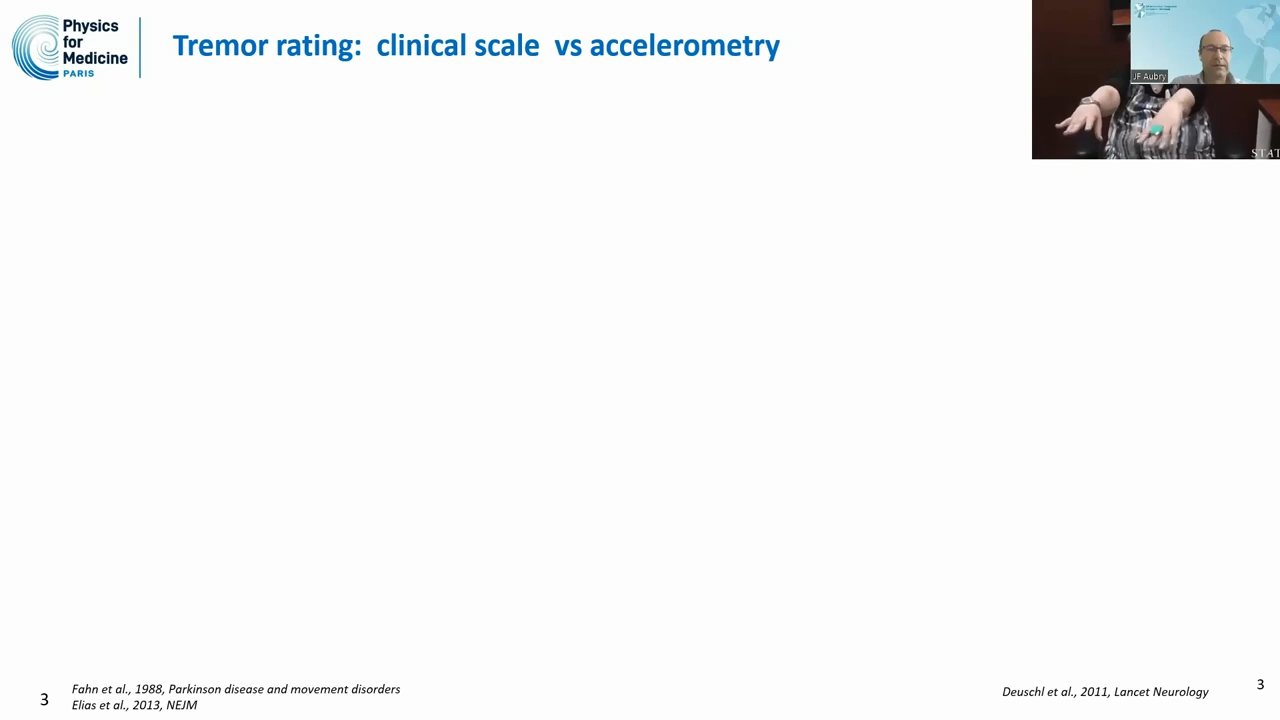 Physics
for
Medicine
PARIS
Tremor rating: clinical scale vs accelerometry
JF Aubry
STAT
3
Fahn et al., 1988, Parkinson disease and movement disorders
Elias et al., 2013, NEJM
Deuschl et al., 2011, Lancet Neurology
3